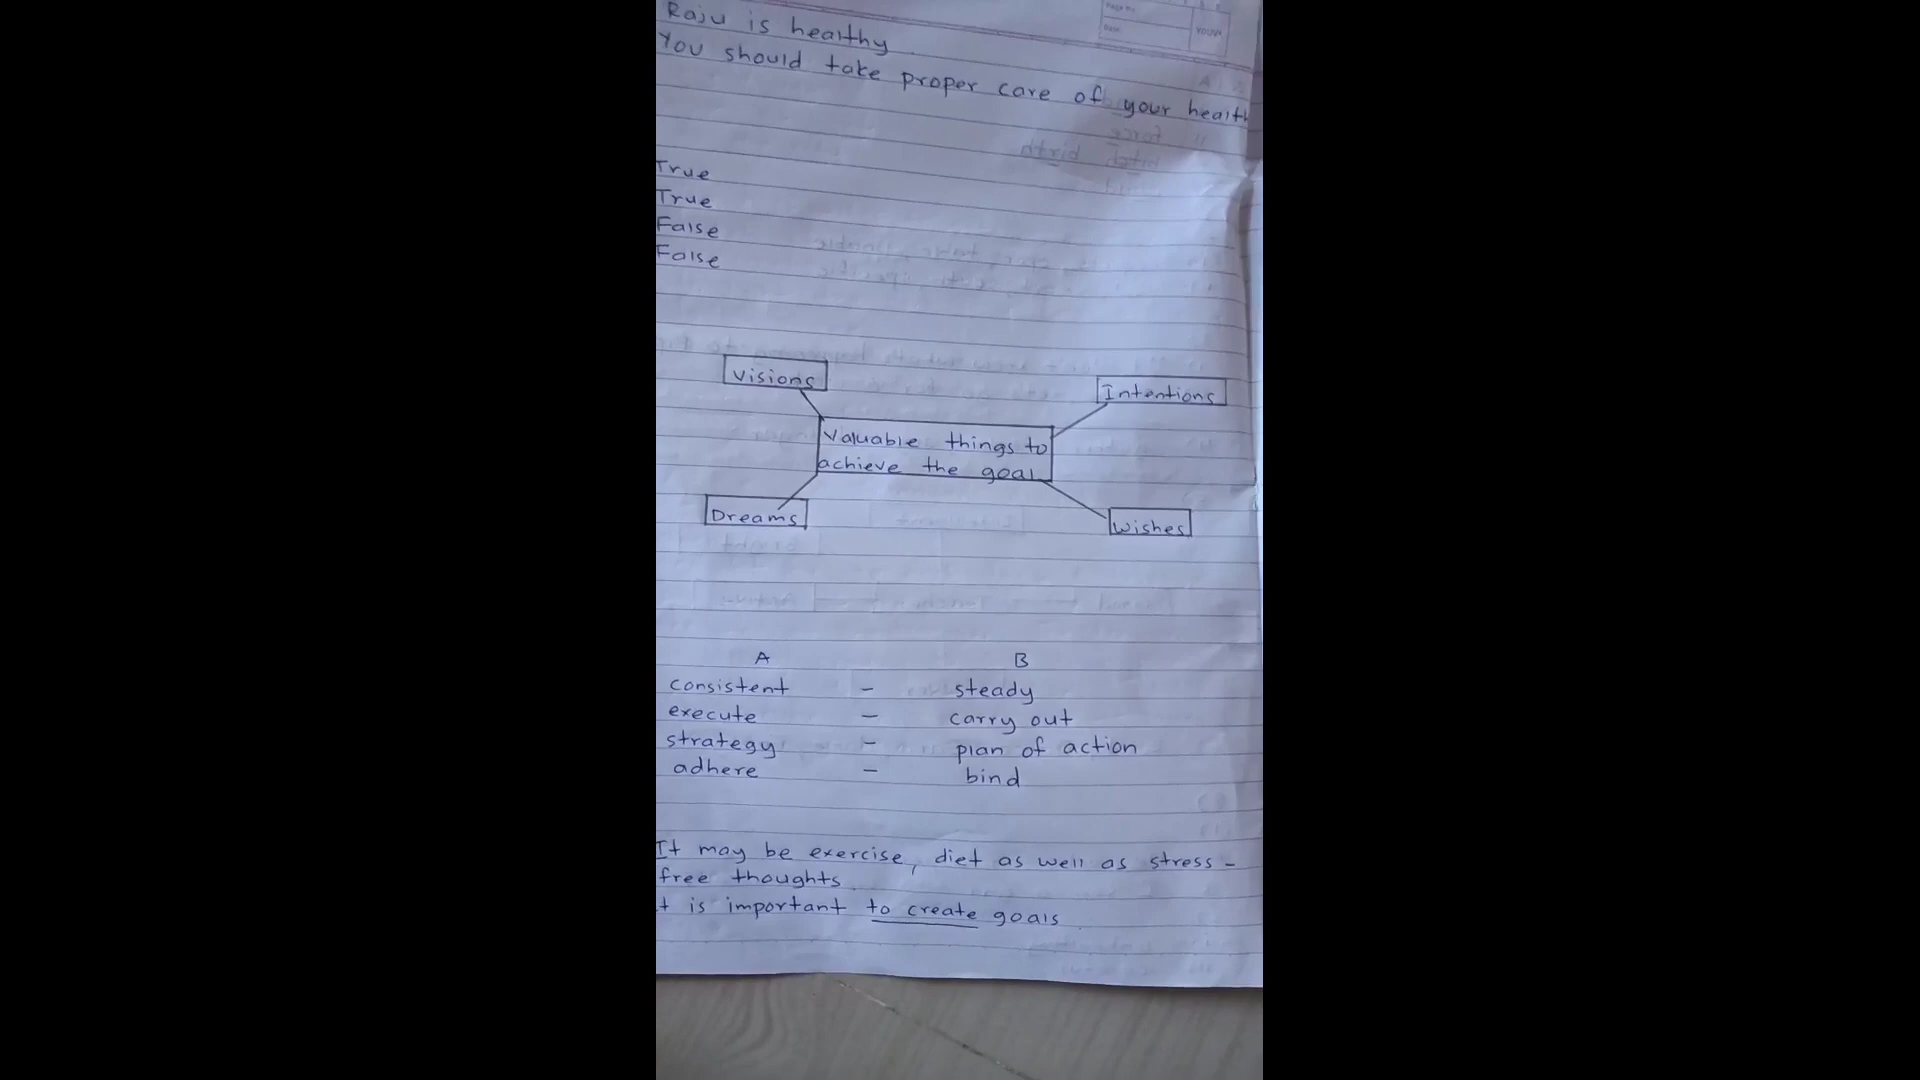 Raju is healthy
You should take proper care of your health
True
True
False
False
Visions
Intentions
Valuable things to
achieve the goal
Dreams
Wishes
A B
consistent - steady
execute - carry out
strategy - plan of action
adhere - bind
It may be exercise, diet as well as stress-
free thoughts
t is important to create goals